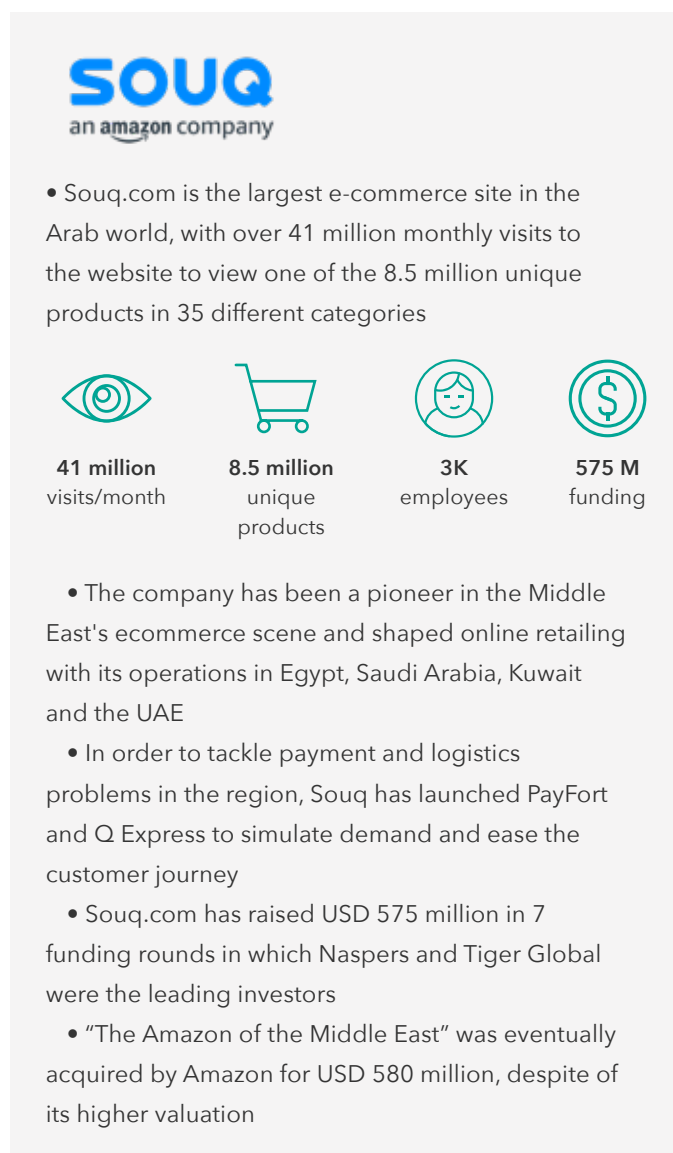 SOUQ
an amazon company
• Souq.com is the largest e-commerce site in the
Arab world, with over 41 million monthly visits to
the website to view one of the 8.5 million unique
products in 35 different categories
$
41 million
visits/month
8.5 million
unique
products
3K
employees
575 M
funding
• The company has been a pioneer in the Middle
East's ecommerce scene and shaped online retailing
with its operations in Egypt, Saudi Arabia, Kuwait
and the UAE
• In order to tackle payment and logistics
problems in the region, Souq has launched PayFort
and Q Express to simulate demand and ease the
customer journey
• Souq.com has raised USD 575 million in 7
funding rounds in which Naspers and Tiger Global
were the leading investors
• “The Amazon of the Middle East” was eventually
acquired by Amazon for USD 580 million, despite of
its higher valuation